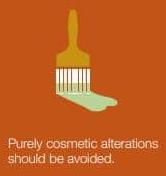 Purely cosmetic alterations
should be avoided.